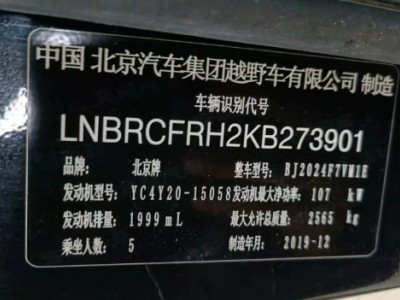 中国 北京汽车集团越野车有限公司 制造
车辆识别代号
LNBRCFRH2KB273901
品牌: 北京牌 整车型号: BJ2024F7VM1E
发动机型号: YC4Y20-15058 发动机最大净功率: 107 kW
发动机排量: 1999 mL 最大允许总质量: 2565 kg
乘坐人数: 5 制造年月: 2019-12